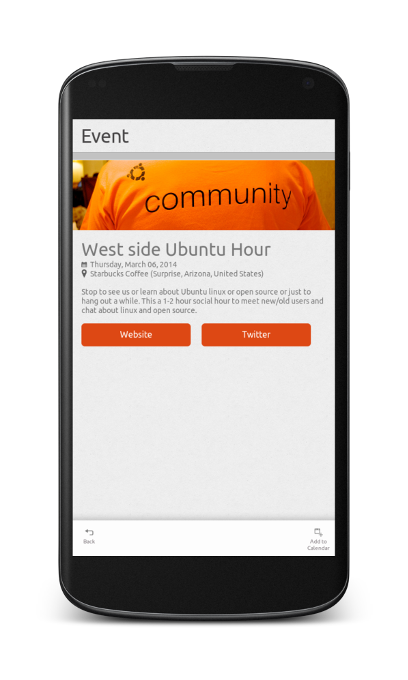 Event
community
West side Ubuntu Hour
Thursday, March 06, 2014
Starbucks Coffee (Surprise, Arizona, United States)
Stop to see us or learn about Ubuntu linux or open source or just to
hang out a while. This a 1-2 hour social hour to meet new/old users and
chat about linux and open source.
Website Twitter
Back Add to
Calendar